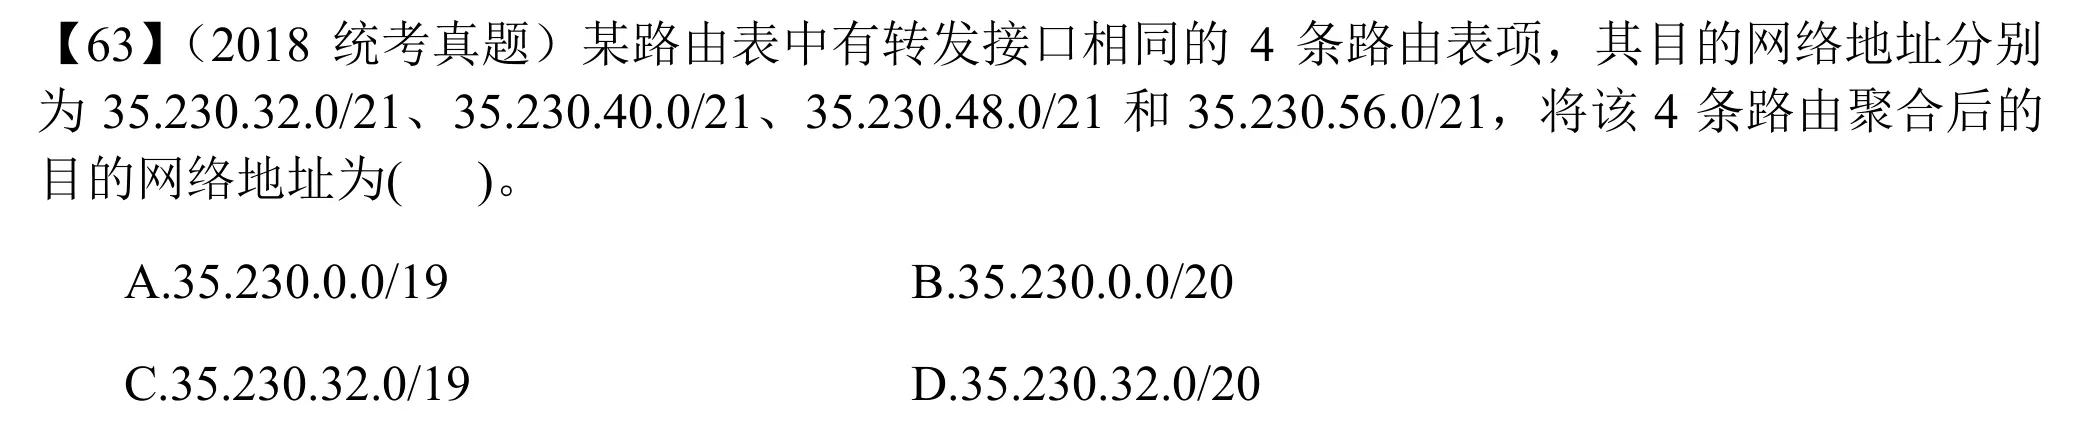 【63】（2018 统考真题）某路由表中有转发接口相同的 4 条路由表项，其目的网络地址分别
为 35.230.32.0/21、35.230.40.0/21、35.230.48.0/21 和 35.230.56.0/21，将该 4 条路由聚合后的
目的网络地址为(    )。
A.35.230.0.0/19 B.35.230.0.0/20
C.35.230.32.0/19 D.35.230.32.0/20